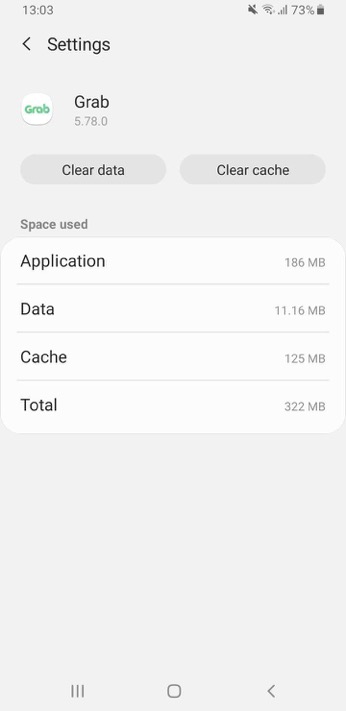 13:03 73%
Settings
Grab
Grab
5.78.0
Clear data Clear cache
Space used
Application 186 MB
Data 11.16 MB
Cache 125 MB
Total 322 MB